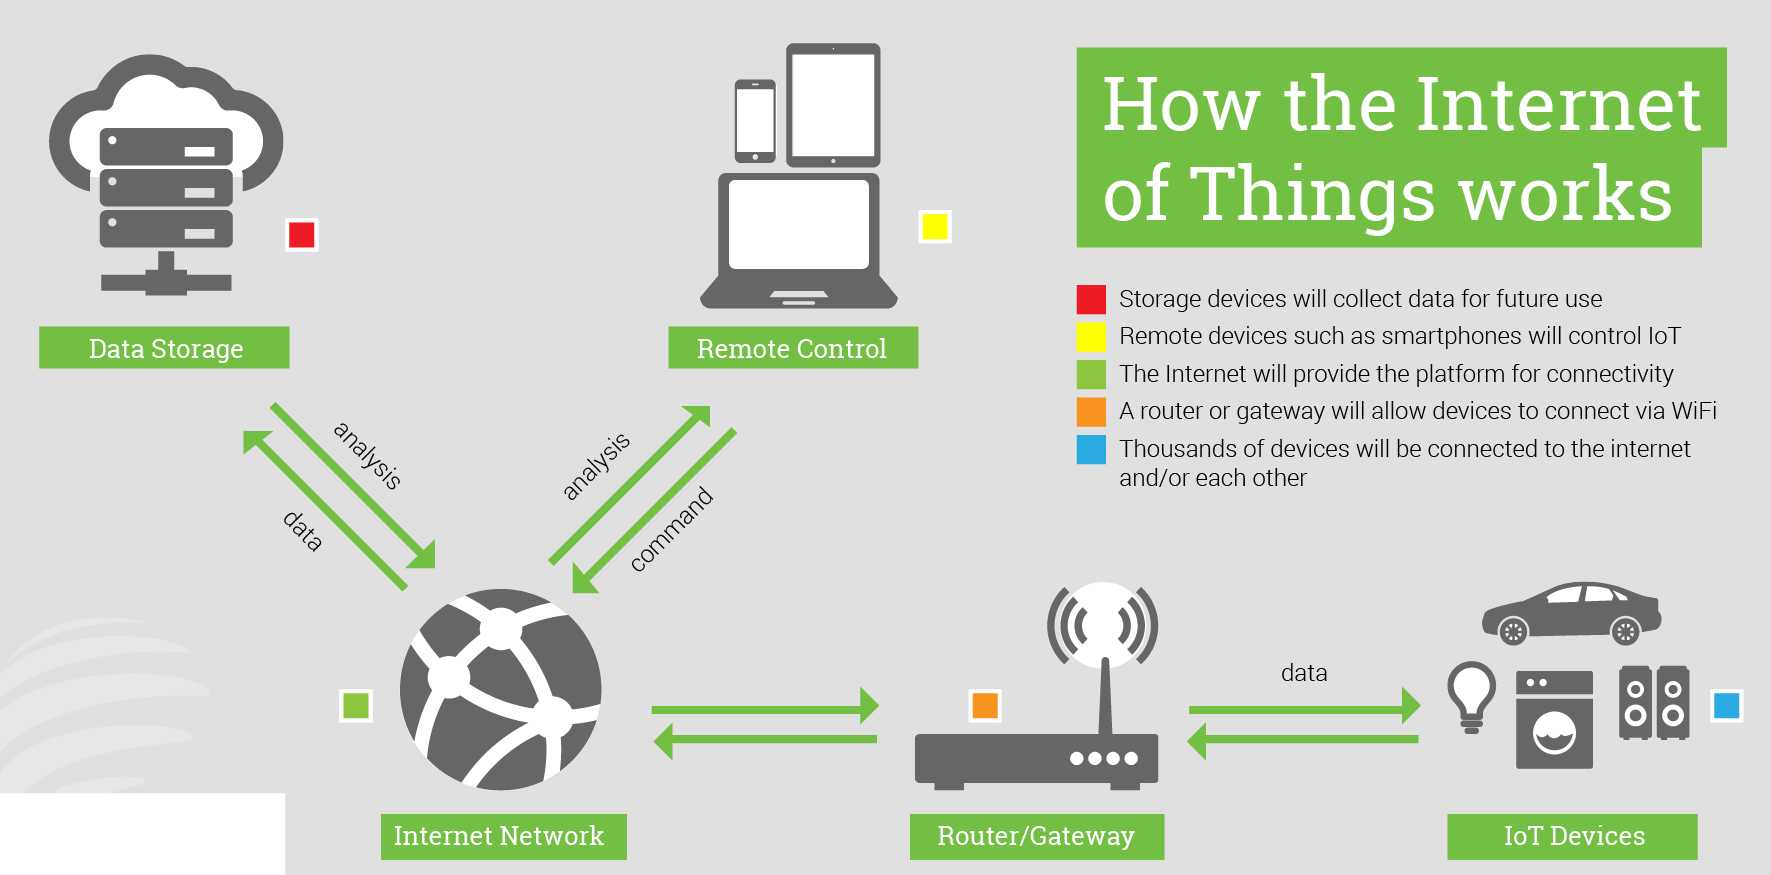 How the Internet
of Things works
Storage devices will collect data for future use
Remote devices such as smartphones will control IoT
The Internet will provide the platform for connectivity
A router or gateway will allow devices to connect via WiFi
Thousands of devices will be connected to the internet
and/or each other
Data Storage
Remote Control
analysis
data
analysis
command
data
Internet Network
Router/Gateway
IoT Devices